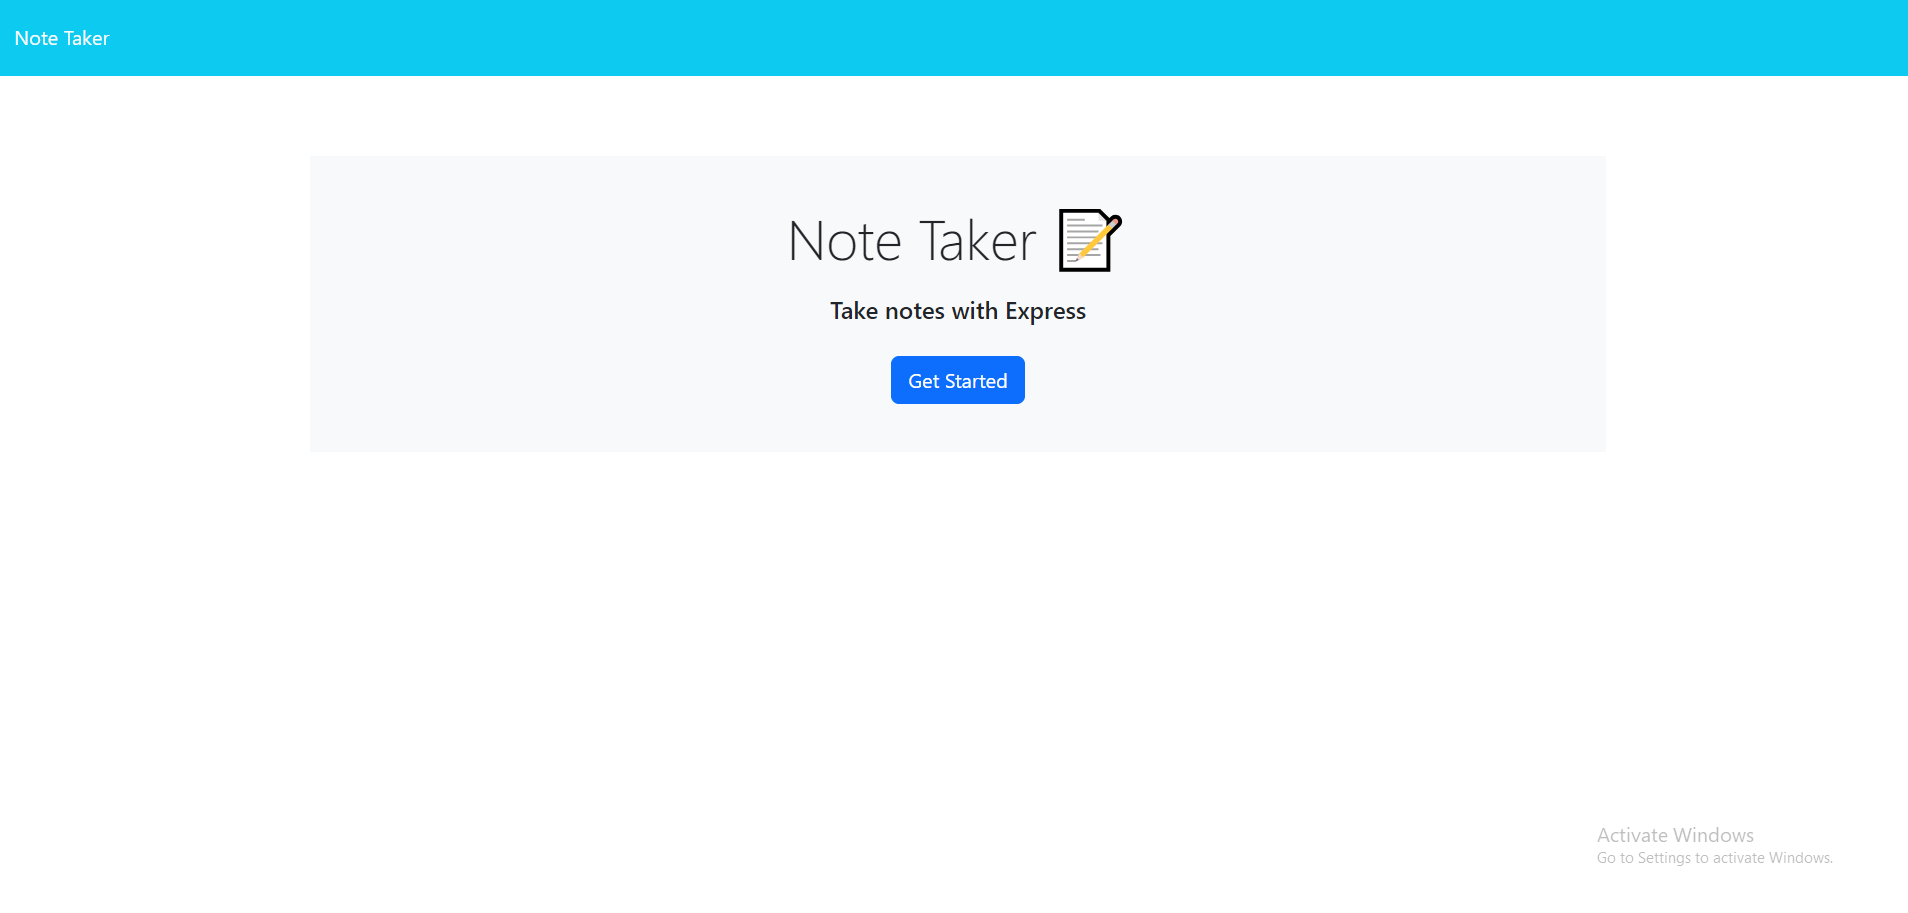 Note Taker
Note Taker
Take notes with Express
Get Started
Activate Windows
Go to Settings to activate Windows.